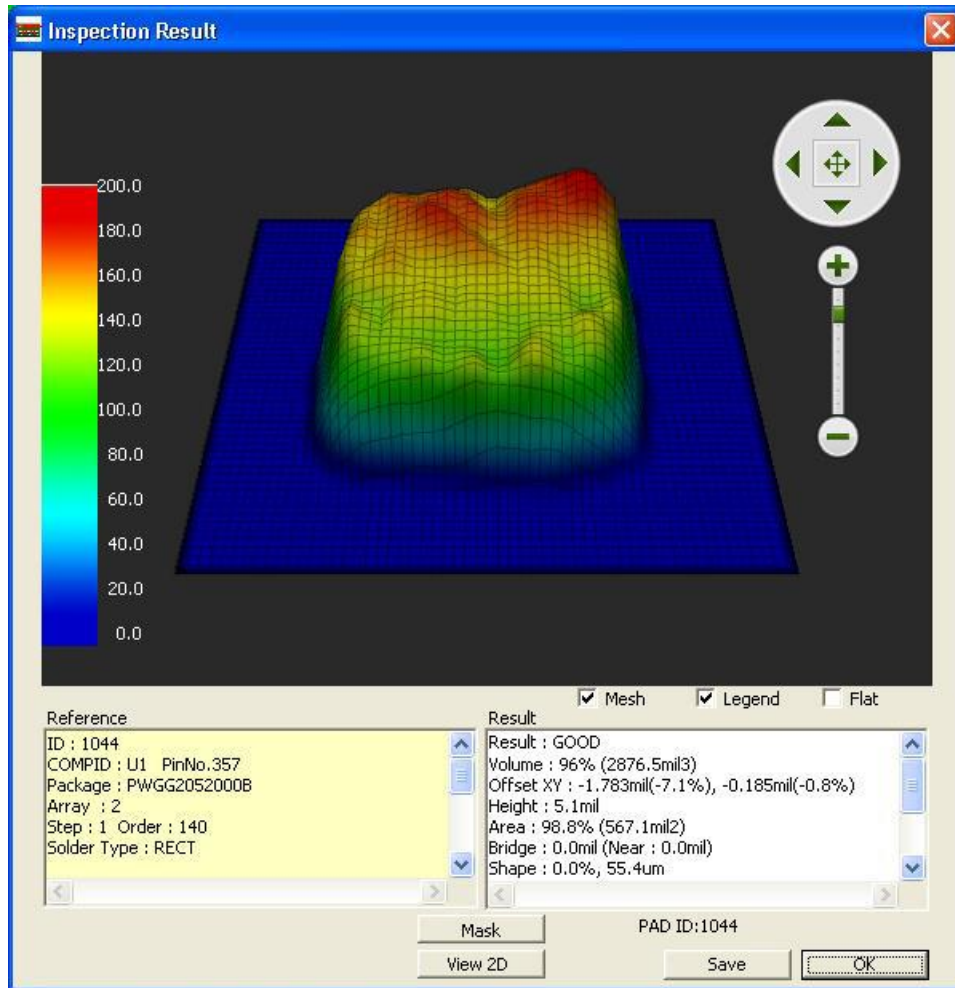 Inspection Result
200.0
180.0
160.0
140.0
120.0
100.0
80.0
60.0
40.0
20.0
0.0
Mesh
Legend
Flat
Reference
ID : 1044
COMPID : U1   PinNo.357
Package : PWGG2052000B
Array  : 2
Step : 1  Order : 140
Solder Type : RECT
Result
Result : GOOD
Volume : 96% (2876.5mil3)
Offset XY : -1.783mil(-7.1%), -0.185mil(-0.8%)
Height : 5.1mil
Area : 98.8% (567.1mil2)
Bridge : 0.0mil (Near : 0.0mil)
Shape : 0.0%, 55.4um
Mask
PAD ID:1044
View 2D
Save
OK